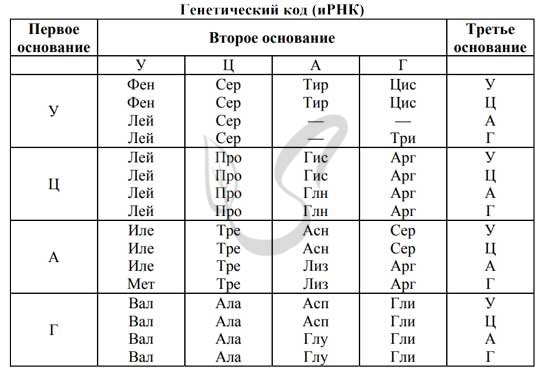 Генетический код (иРНК)
Первое основание Второе основание Третье основание
У Ц А Г
У
Фен Сер Тир Цис У
Фен Сер Тир Цис Ц
Лей Сер — — А
Лей Сер — Три Г
Ц
Лей Про Гис Арг У
Лей Про Гис Арг Ц
Лей Про Глн Арг А
Лей Про Глн Арг Г
А
Иле Тре Асн Сер У
Иле Тре Асн Сер Ц
Иле Тре Лиз Арг А
Мет Тре Лиз Арг Г
Г
Вал Ала Асп Гли У
Вал Ала Асп Гли Ц
Вал Ала Глу Гли А
Вал Ала Глу Гли Г